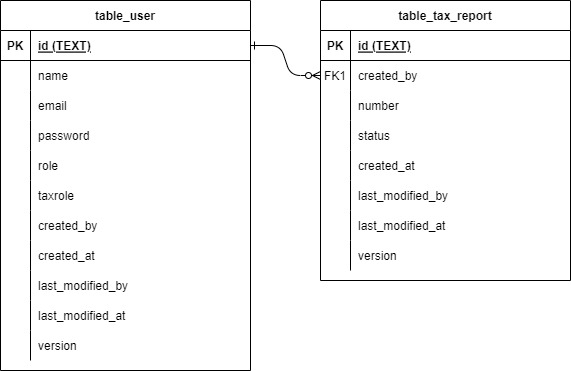 table_user
PK id (TEXT)
name
email
password
role
taxrole
created_by
created_at
last_modified_by
last_modified_at
version
table_tax_report
PK id (TEXT)
FK1 created_by
number
status
created_at
last_modified_by
last_modified_at
version